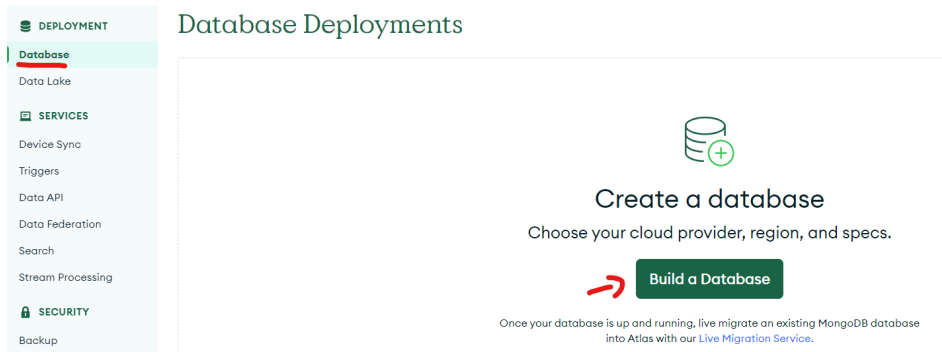 DEPLOYMENT
Database
Data Lake
SERVICES
Device Sync
Triggers
Data API
Data Federation
Search
Stream Processing
SECURITY
Backup
Database Deployments
Create a database
Choose your cloud provider, region, and specs.
Build a Database
Once your database is up and running, live migrate an existing MongoDB database
into Atlas with our Live Migration Service.